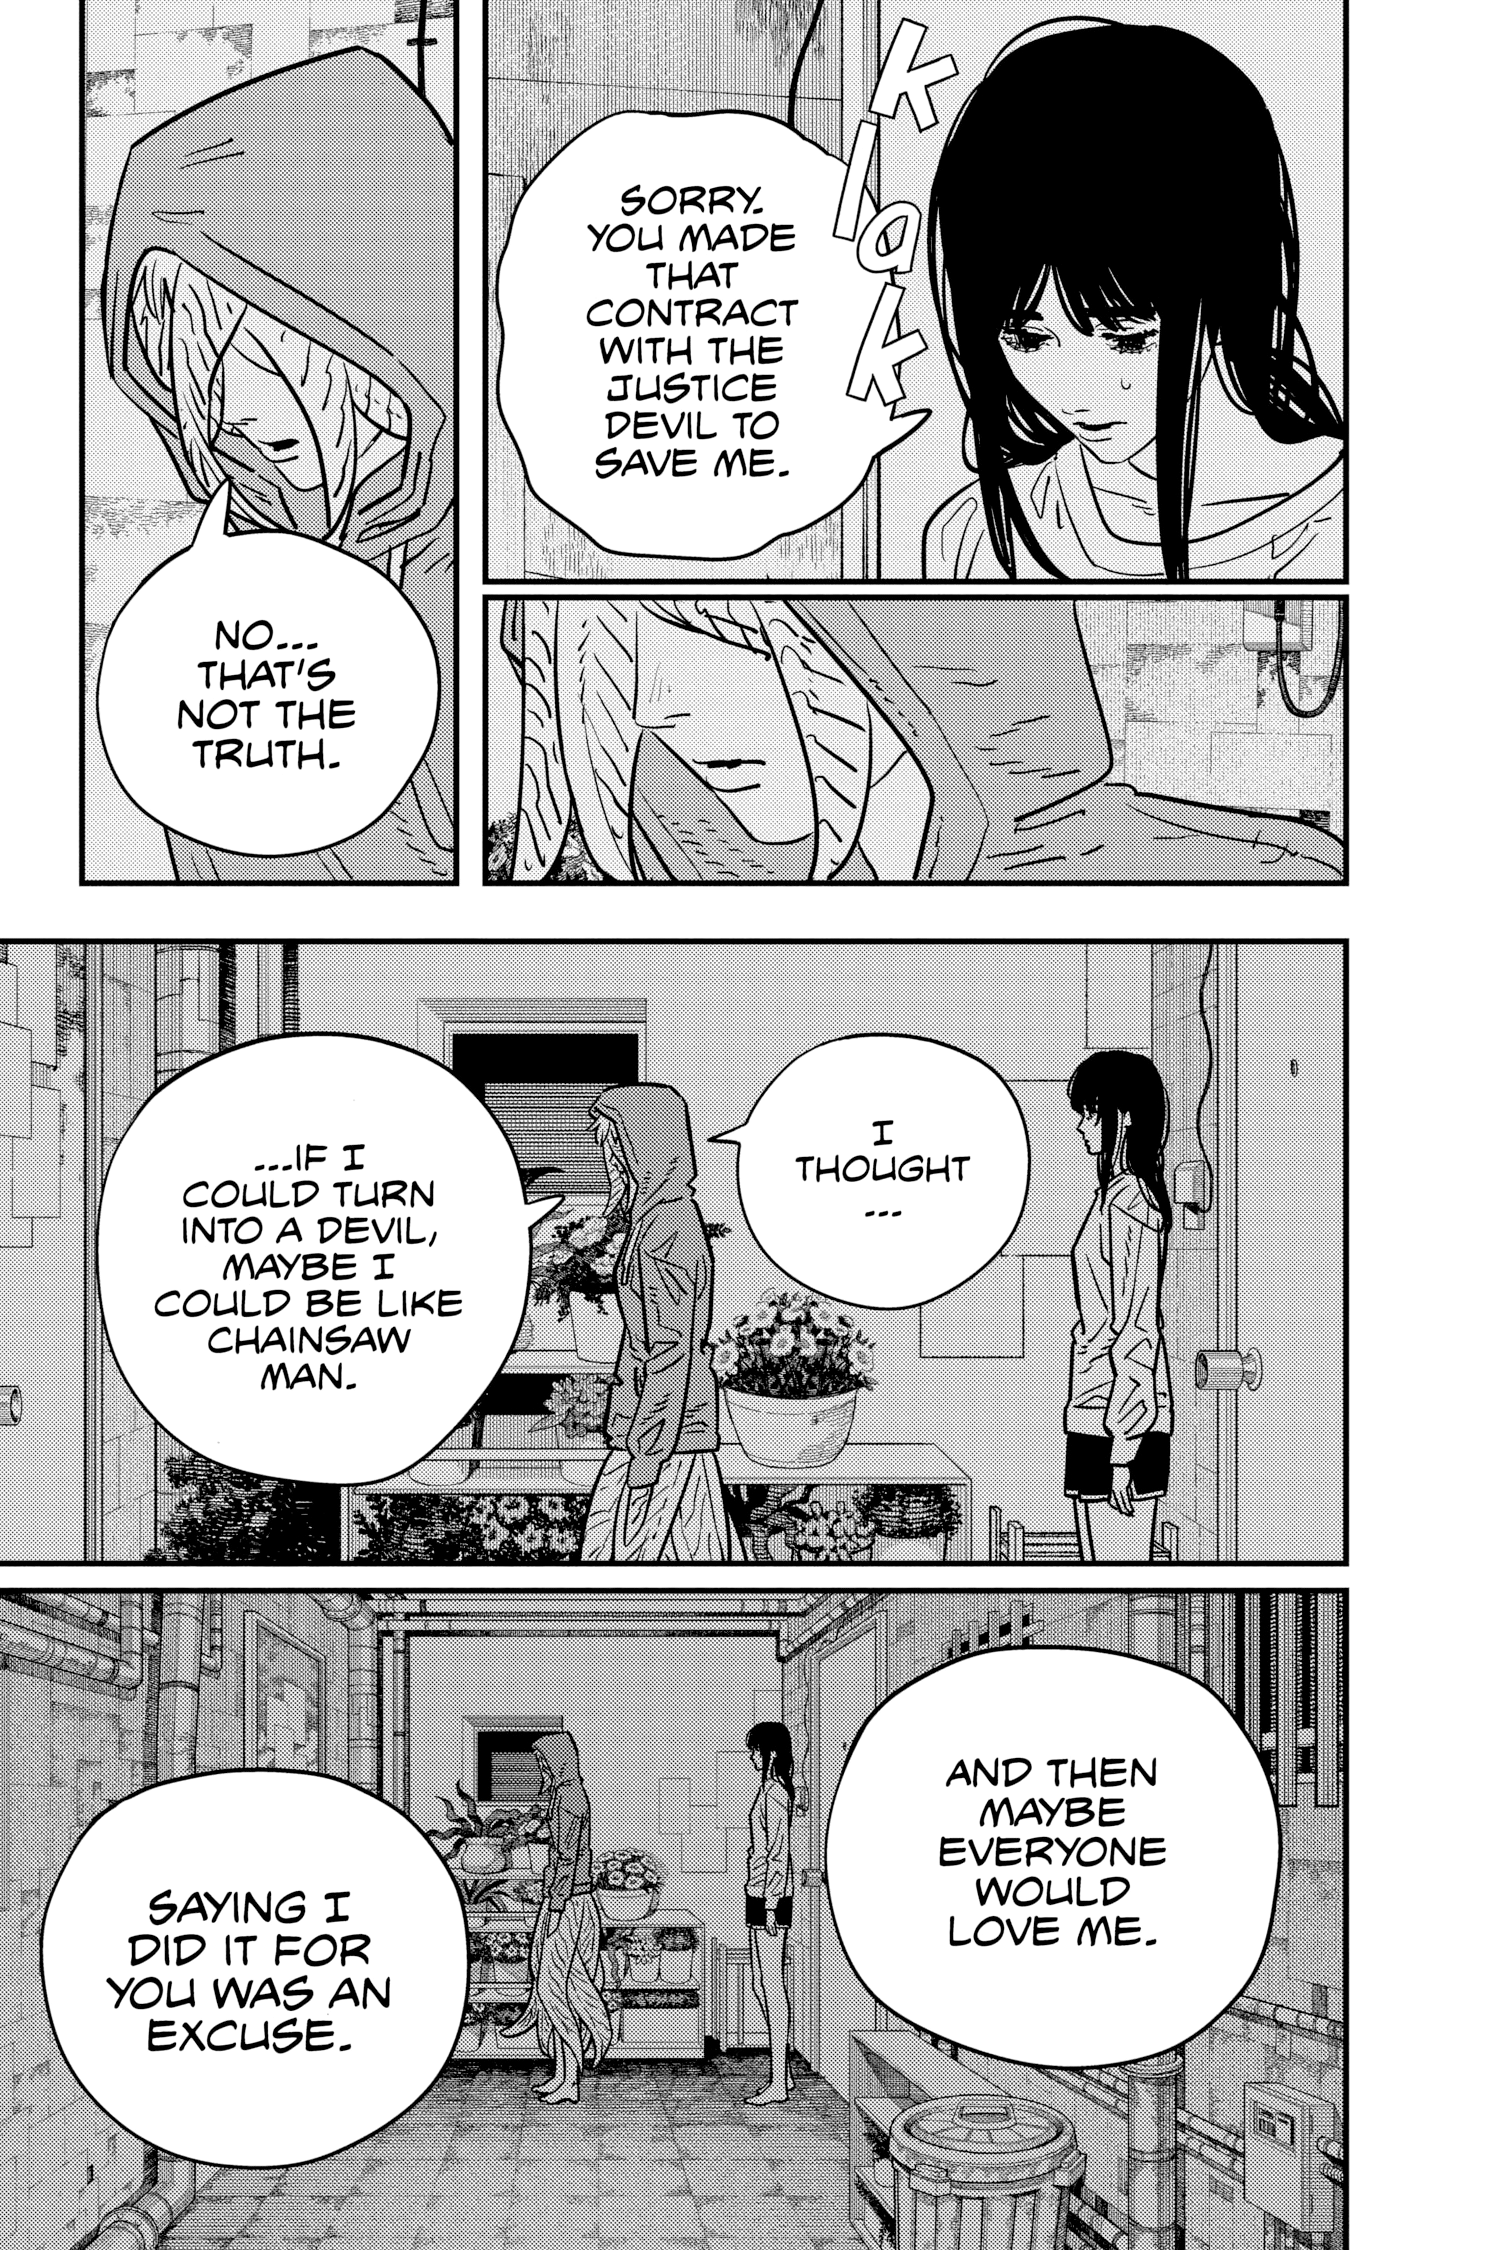 Klak
SORRY.
YOU MADE
THAT
CONTRACT
WITH THE
JUSTICE
DEVIL TO
SAVE ME.
NO...
THAT'S
NOT THE
TRUTH.
I
THOUGHT
...
...IF I
COULD TURN
INTO A DEVIL,
MAYBE I
COULD BE LIKE
CHAINSAW
MAN.
AND THEN
MAYBE
EVERYONE
WOULD
LOVE ME.
SAYING I
DID IT FOR
YOU WAS AN
EXCUSE.